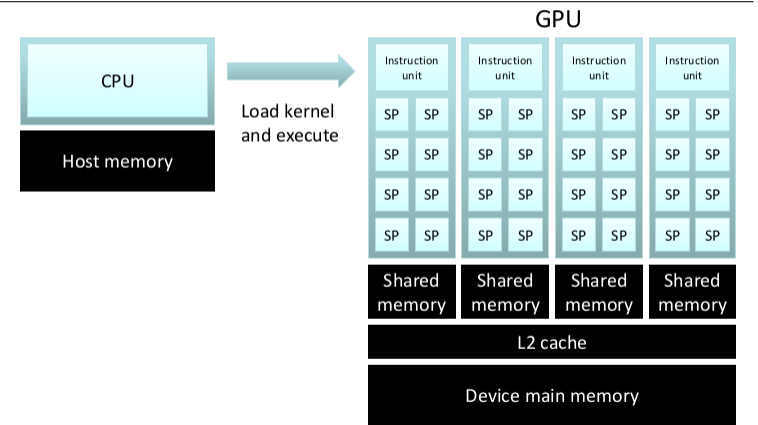 GPU
CPU
Host memory
Load kernel
and execute
Instruction
unit
Instruction
unit
Instruction
unit
Instruction
unit
SP SP SP SP SP SP SP SP
SP SP SP SP SP SP SP SP
SP SP SP SP SP SP SP SP
SP SP SP SP SP SP SP SP
Shared
memory
Shared
memory
Shared
memory
Shared
memory
L2 cache
Device main memory